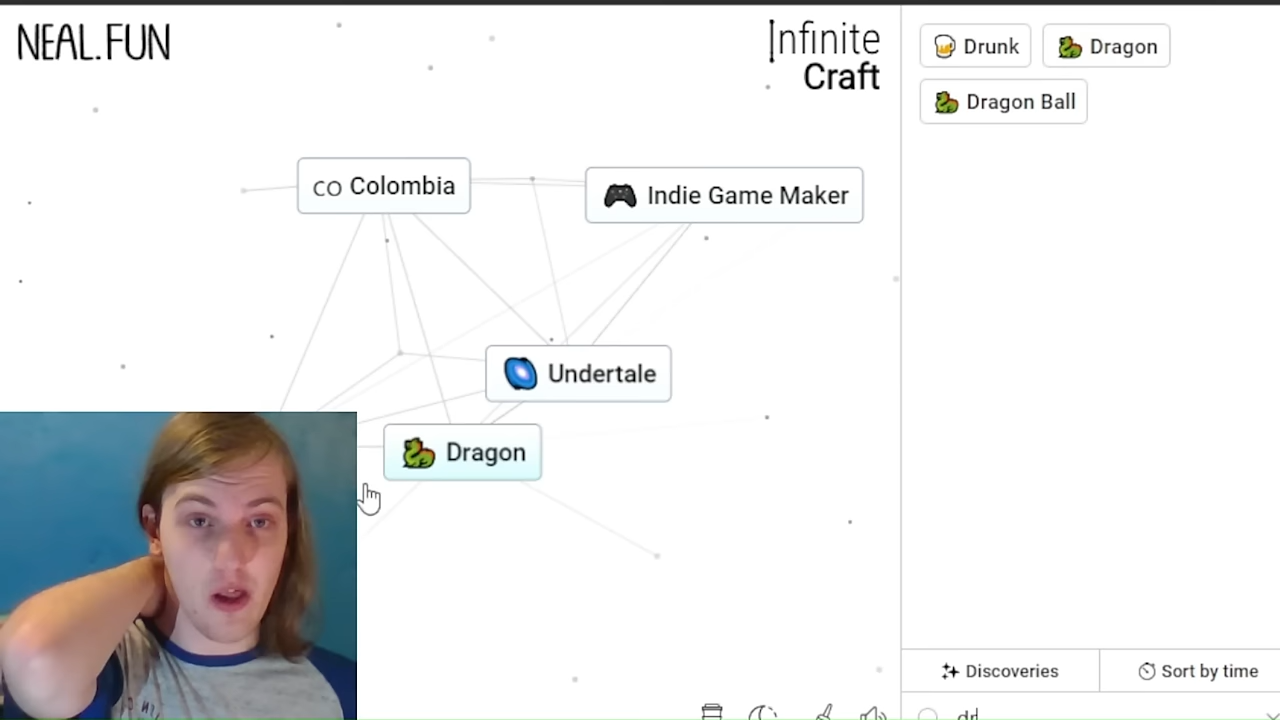 NEAL.FUN
Infinite
Craft
Drunk
Dragon
Dragon Ball
CO Colombia
Indie Game Maker
Undertale
Dragon
Discoveries
Sort by time
dr